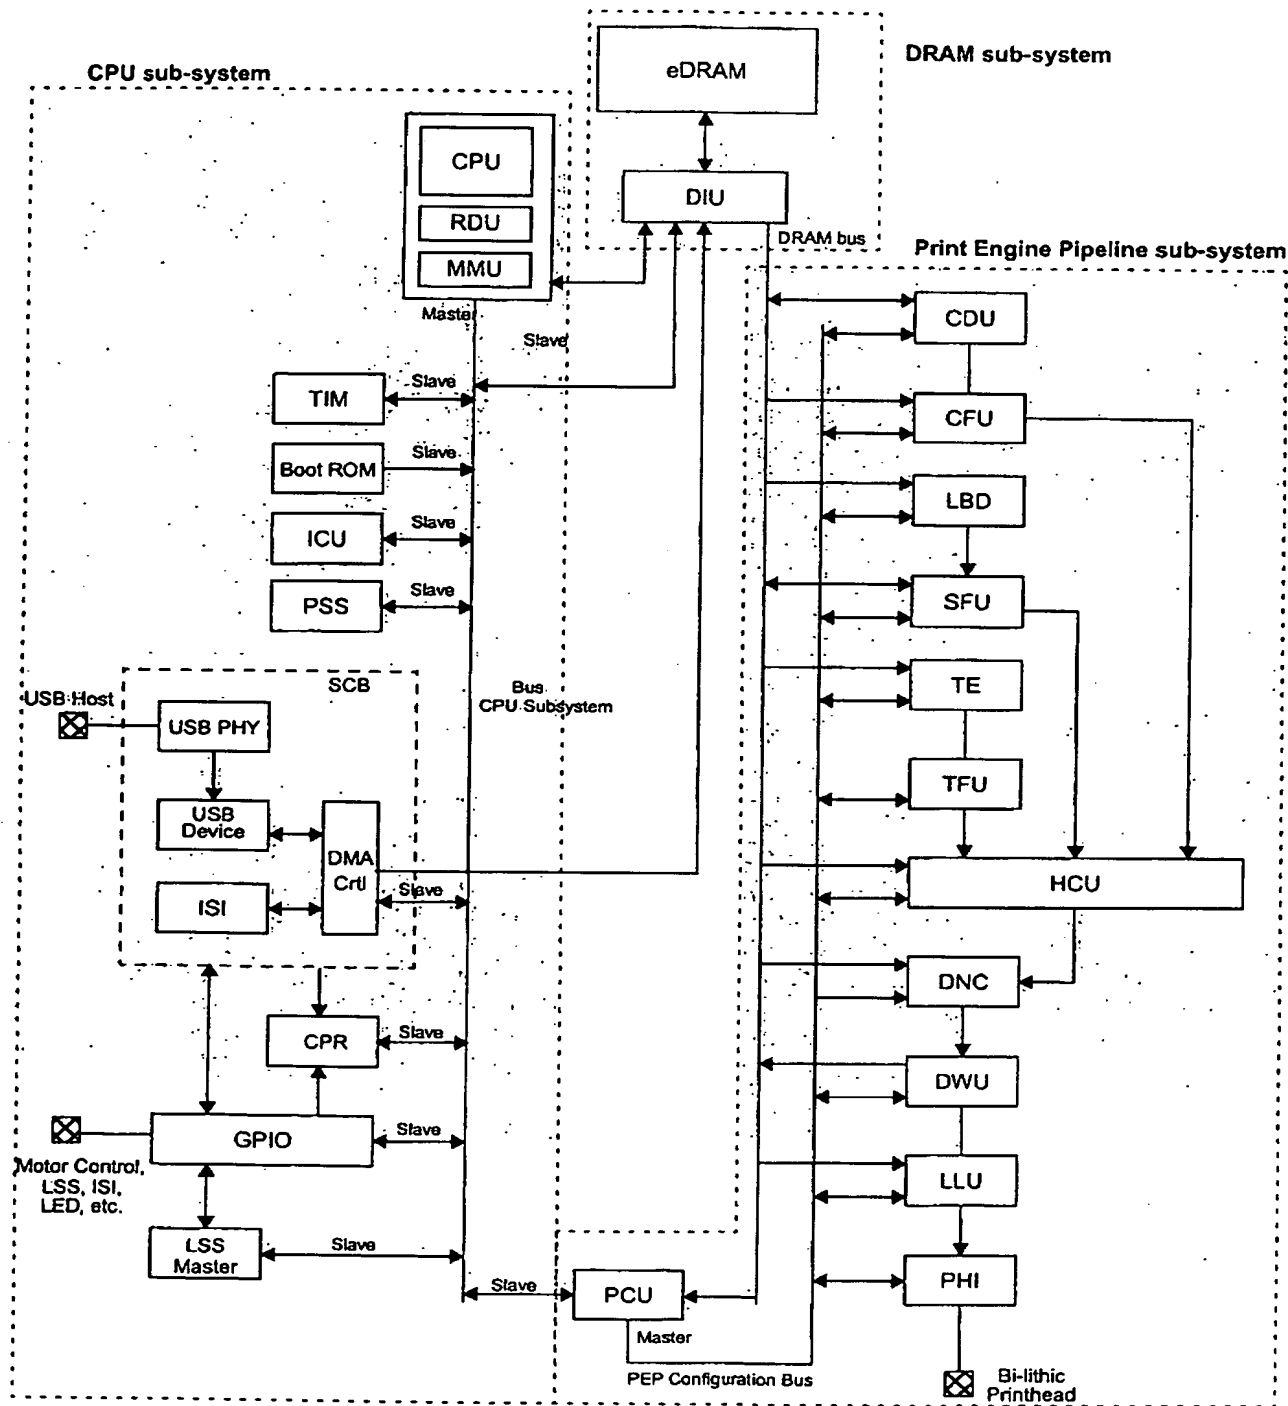 CPU sub-system
DRAM sub-system
eDRAM
CPU
RDU
MMU
DIU
DRAM bus
Print Engine Pipeline sub-system
Master
Slave
CDU
TIM
Slave
CFU
Boot ROM
Slave
LBD
ICU
Slave
PSS
Slave
SFU
SCB
Bus
CPU Subsystem
TE
USB Host
USB PHY
TFU
USB
Device
DMA
Crtl
Slave
ISI
HCU
DNC
CPR
Slave
DWU
GPIO
Slave
Motor Control,
LSS, ISI,
LED, etc.
LLU
LSS
Master
Slave
PHI
Slave
PCU
Master
PEP Configuration Bus
Bi-lithic
Printhead